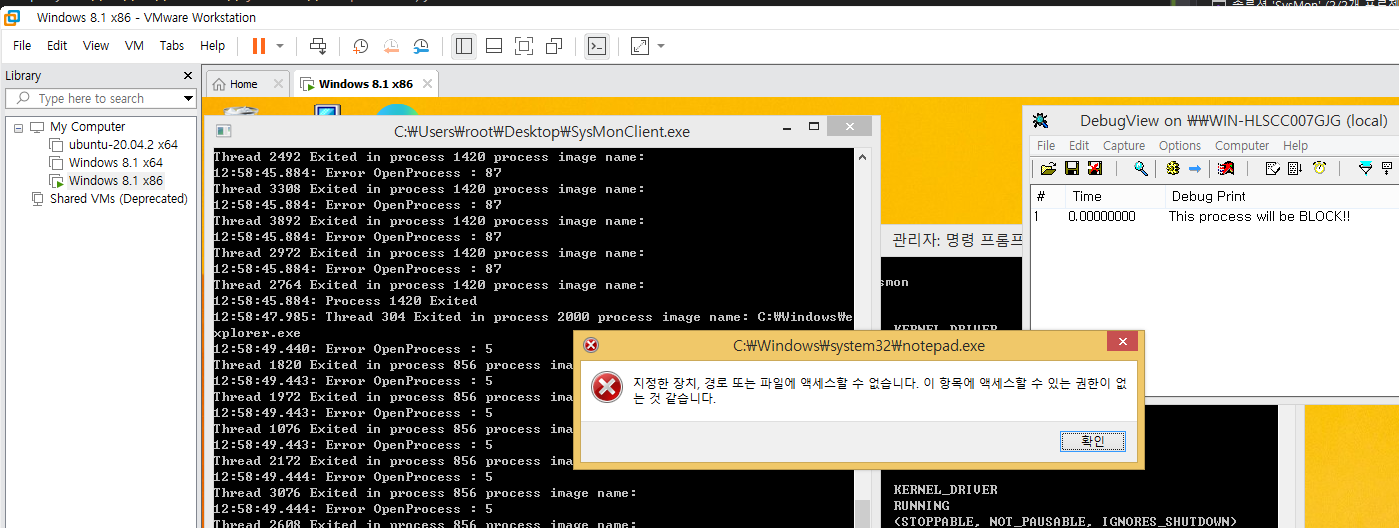 솔루션 'SysMon' (2/2개 프로젝
Windows 8.1 x86 - VMware Workstation
File Edit View VM Tabs Help
Library
Type here to search
My Computer
ubuntu-20.04.2 x64
Windows 8.1 x64
Windows 8.1 x86
Shared VMs (Deprecated)
Home
Windows 8.1 x86
C:₩Users₩root₩Desktop₩SysMonClient.exe
Thread 2492 Exited in process 1420 process image name:
12:58:45.884: Error OpenProcess : 87
Thread 3308 Exited in process 1420 process image name:
12:58:45.884: Error OpenProcess : 87
Thread 3892 Exited in process 1420 process image name:
12:58:45.884: Error OpenProcess : 87
Thread 2972 Exited in process 1420 process image name:
12:58:45.884: Error OpenProcess : 87
Thread 2764 Exited in process 1420 process image name:
12:58:45.884: Process 1420 Exited
12:58:47.985: Thread 304 Exited in process 2000 process image name: C:₩Windows₩e
xplorer.exe
12:58:49.440: Error OpenProcess : 5
Thread 1820 Exited in process 856 process im
12:58:49.443: Error OpenProcess : 5
Thread 1972 Exited in process 856 process im
12:58:49.443: Error OpenProcess : 5
Thread 1076 Exited in process 856 process im
12:58:49.443: Error OpenProcess : 5
Thread 2172 Exited in process 856 process im
12:58:49.444: Error OpenProcess : 5
Thread 3076 Exited in process 856 process image name:
12:58:49.444: Error OpenProcess : 5
Thread 2608 Exited in process 856 process image name:
관리자: 명령 프롬프
smon
KERNEL_DRIVER
KERNEL_DRIVER
RUNNING
(STOPPABLE, NOT_PAUSABLE, IGNORES_SHUTDOWN)
DebugView on ₩₩WIN-HLSCC007GJG (local)
File Edit Capture Options Computer Help
# Time Debug Print
1 0.00000000 This process will be BLOCK!!
C:₩Windows₩system32₩notepad.exe
지정한 장치, 경로 또는 파일에 액세스할 수 없습니다. 이 항목에 액세스할 수 있는 권한이 없
는 것 같습니다.
확인